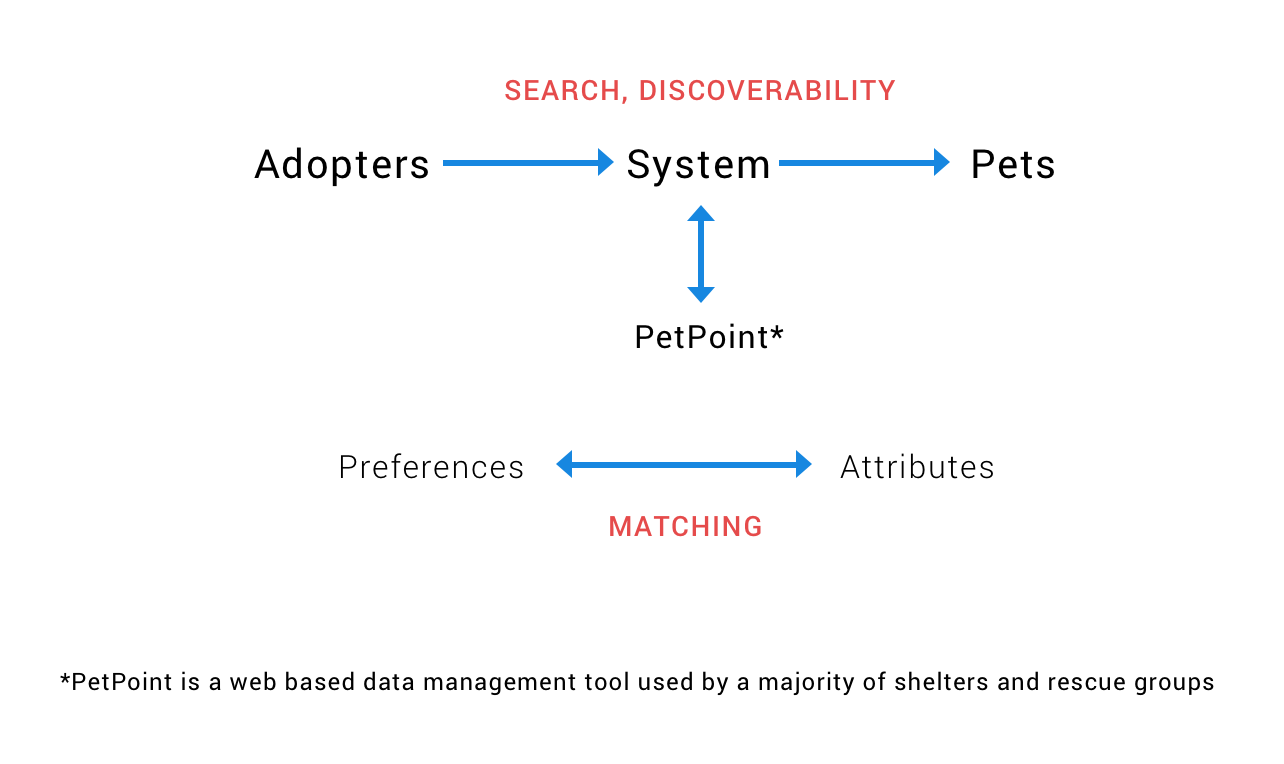 SEARCH, DISCOVERABILITY
Adopters System Pets
PetPoint*
Preferences Attributes
MATCHING
*PetPoint is a web based data management tool used by a majority of shelters and rescue groups